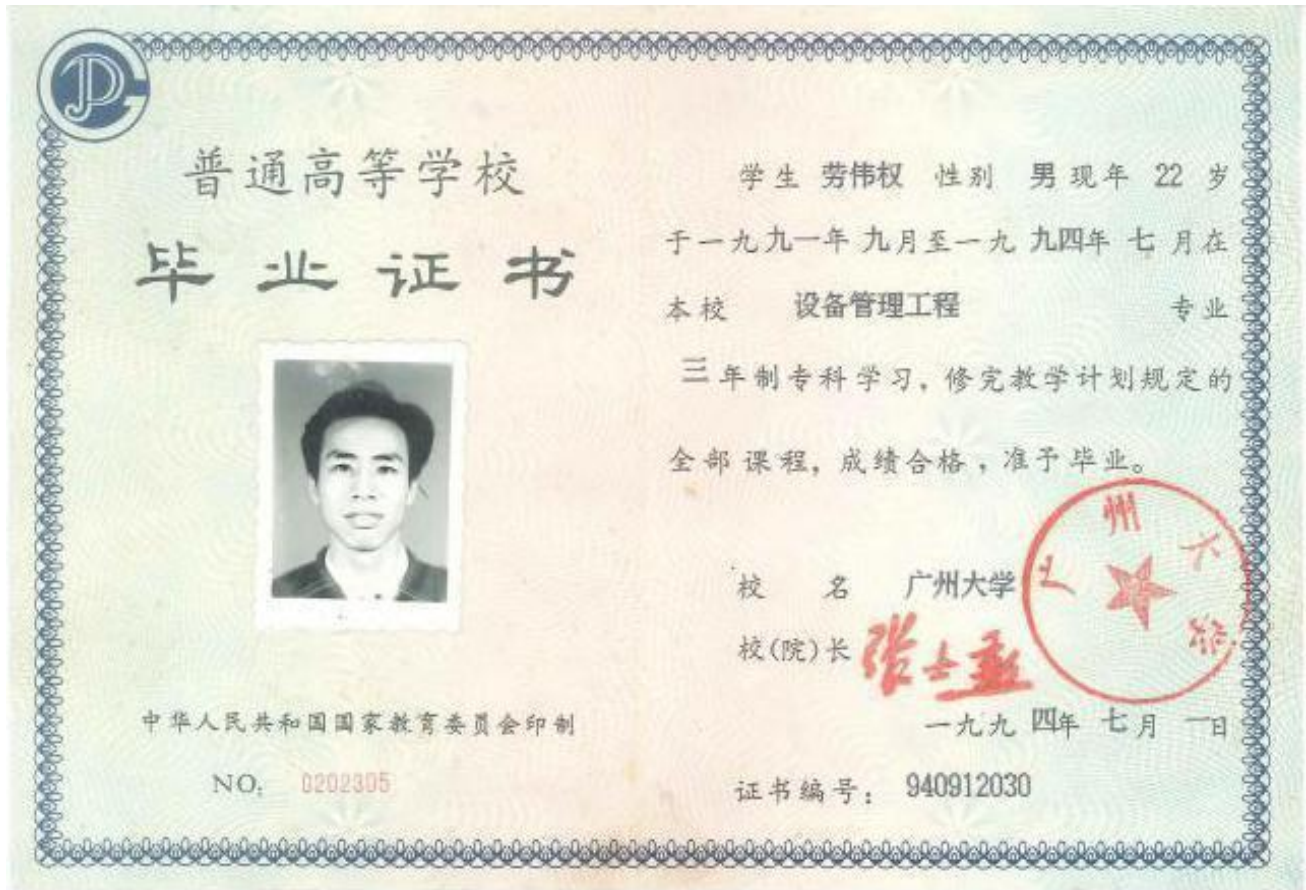 普通高等学校
毕业证书
中华人民共和国国家教育委员会印制
NO: 0202305
学生 劳伟权 性别 男 现年 22 岁
于一九九一年九月至一九九四年七月在
本校 设备管理工程 专业
三年制专科学习，修完教学计划规定的
全部课程，成绩合格，准予毕业。
校 名 广州大学
校(院)长
一九九四年七月一日
证书编号： 940912030